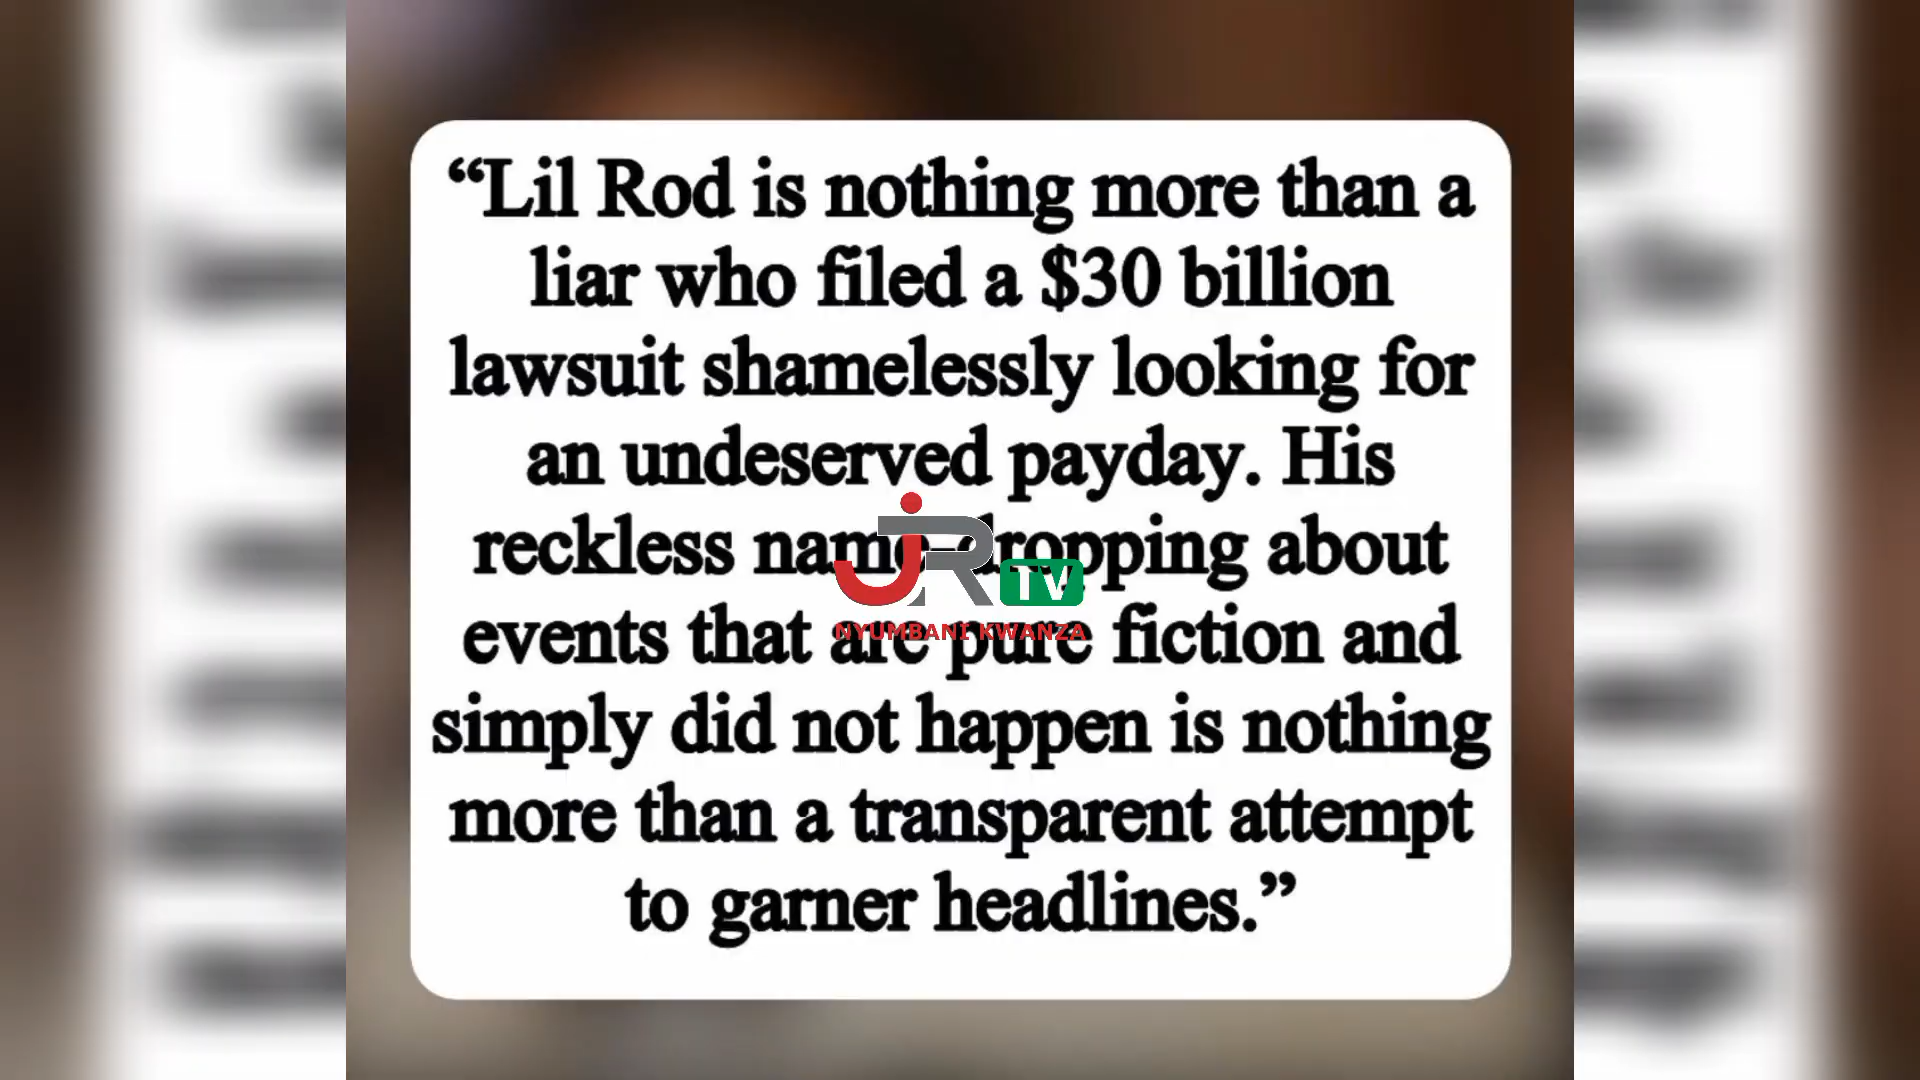 “Lil Rod is nothing more than a
liar who filed a $30 billion
lawsuit shamelessly looking for
an undeserved payday. His
reckless name-dropping about
events that are pure fiction and
simply did not happen is nothing
more than a transparent attempt
to garner headlines.”
JR TV
NYUMBANI KWANZA